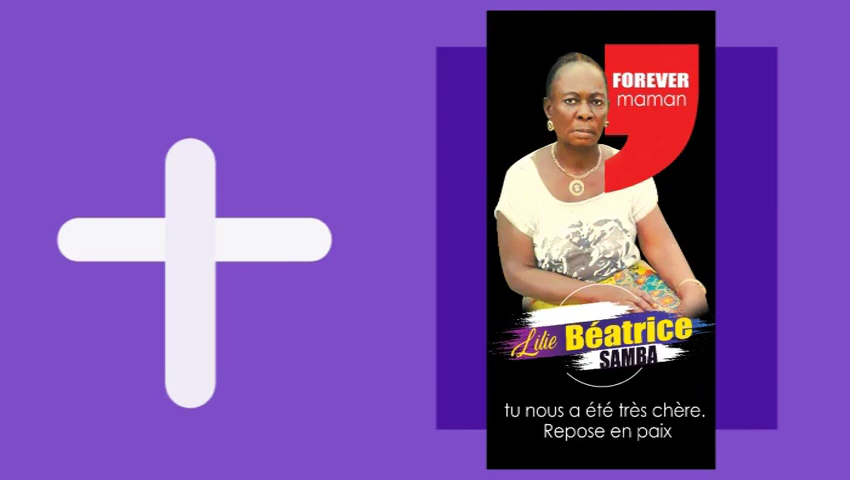 FOREVER
maman
Lilie Béatrice
SAMBA
tu nous a été très chère.
Repose en paix